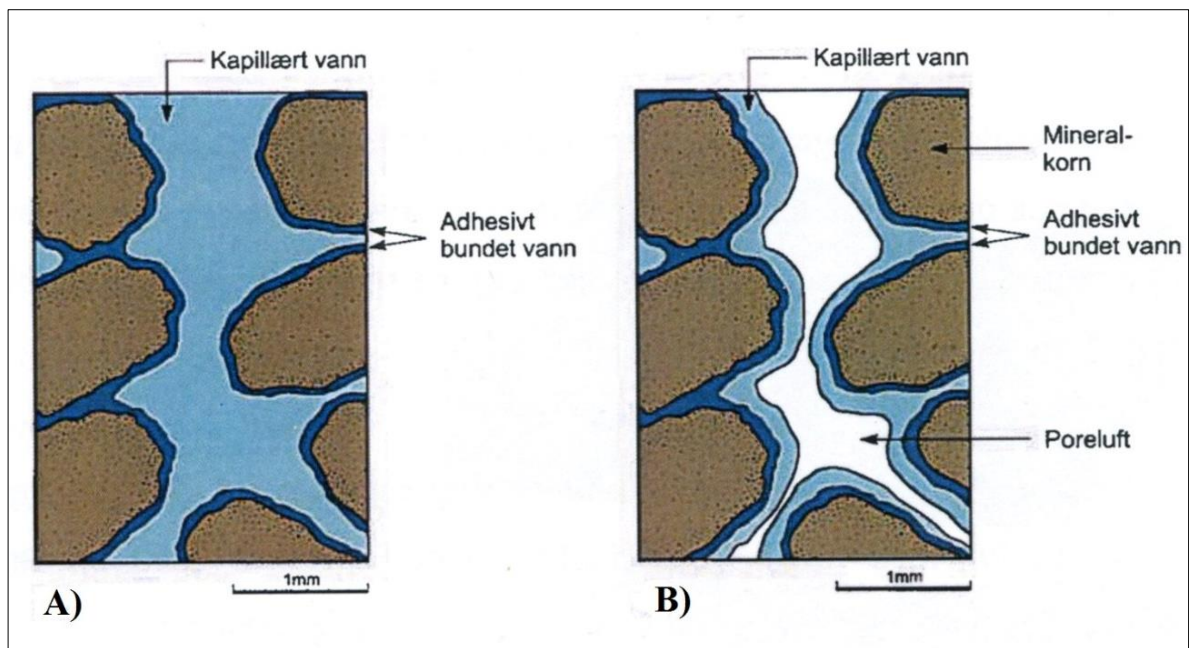 Kapillært vann
Adhesivt
bundet vann
1mm
A)
Kapillært vann
Mineral-
korn
Adhesivt
bundet vann
Poreluft
1mm
B)